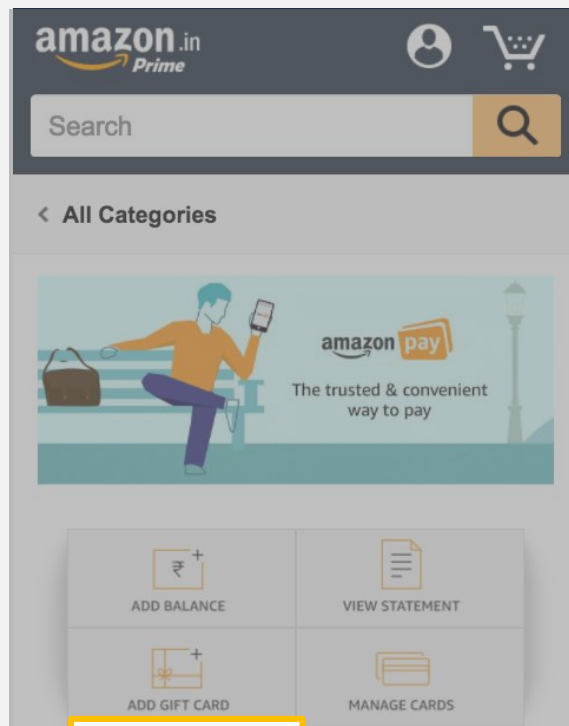 amazon.in
Prime
Search
< All Categories
amazon pay
The trusted & convenient
way to pay
₹+
ADD BALANCE
VIEW STATEMENT
+
ADD GIFT CARD
MANAGE CARDS